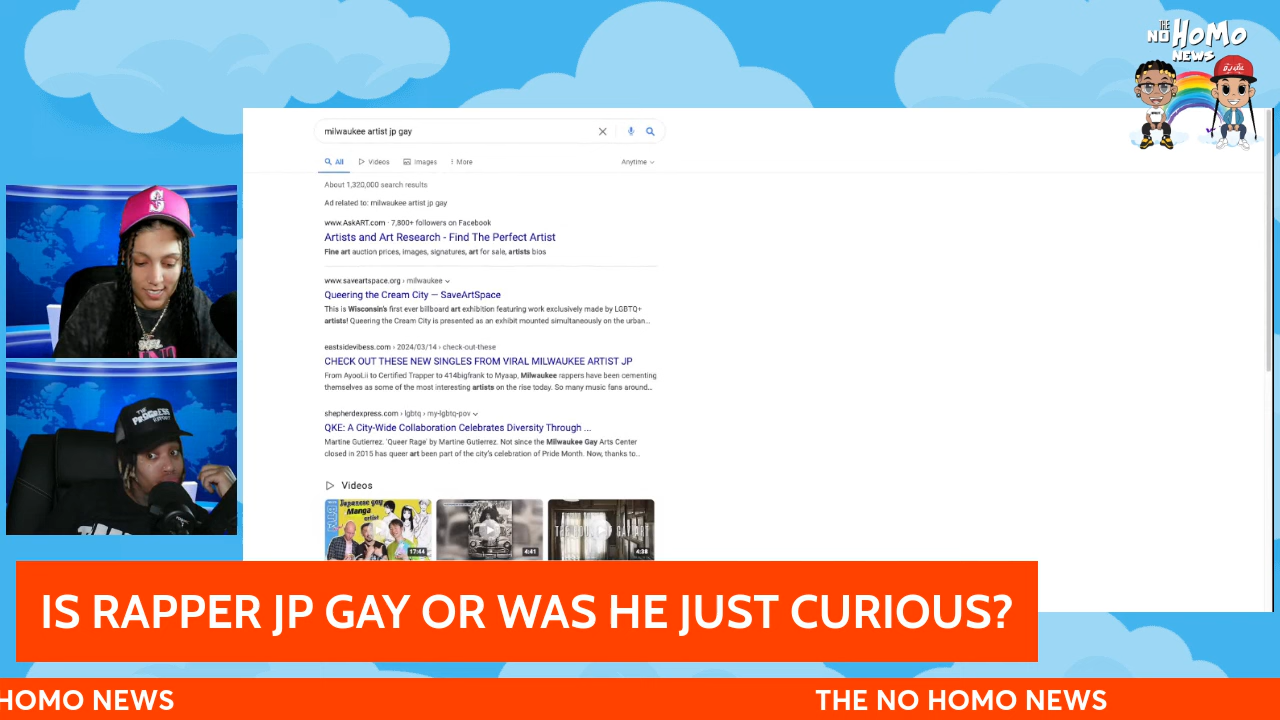 THE
NO HoMo
NEWS
milwaukee artist jp gay
All
Videos
Images
More
Anytime
About 1,320,000 search results
Ad related to: milwaukee artist jp gay
www.AskART.com · 7,800+ followers on Facebook
Artists and Art Research - Find The Perfect Artist
Fine art auction prices, images, signatures, art for sale, artists bios
www.saveartspace.org › milwaukee
Queering the Cream City — SaveArtSpace
This is Wisconsin's first ever billboard art exhibition featuring work exclusively made by LGBTQ+
artists! Queering the Cream City is presented as an exhibit mounted simultaneously on the urban...
eastsidevibess.com › 2024/03/14 › check-out-these
CHECK OUT THESE NEW SINGLES FROM VIRAL MILWAUKEE ARTIST JP
From AyooLii to Certified Trapper to 414bigfrank to Myaap, Milwaukee rappers have been cementing
themselves as some of the most interesting artists on the rise today. So many music fans around...
shepherdexpress.com › lgbtq › my-lgbtq-pov
QKE: A City-Wide Collaboration Celebrates Diversity Through ...
Martine Gutierrez. 'Queer Rage' by Martine Gutierrez. Not since the Milwaukee Gay Arts Center
closed in 2015 has queer art been part of the city's celebration of Pride Month. Now, thanks to...
Videos
Japanese gay
Manga
artist
17:44
4:41
4:38
THE
PROGRESS
REPORT
IS RAPPER JP GAY OR WAS HE JUST CURIOUS?
HOMO NEWS
THE NO HOMO NEWS